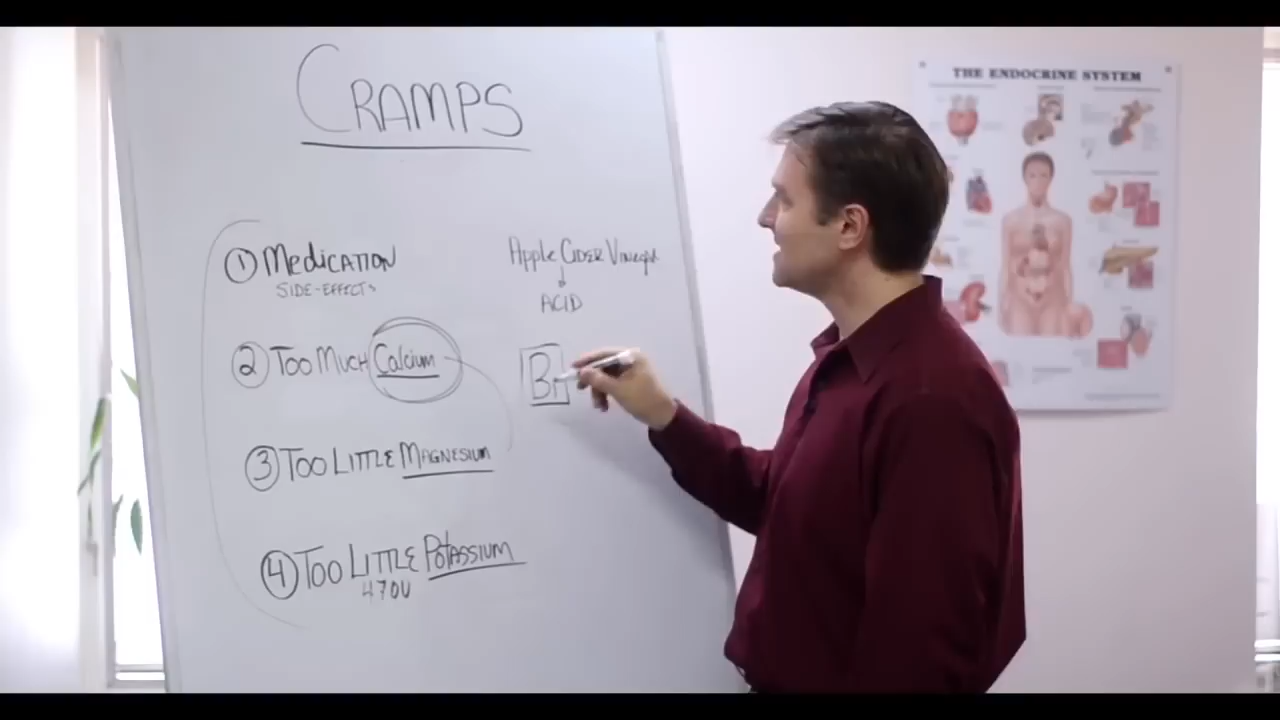 CRAMPS
① MedicATION
SIDE-EFFECTS
② Too MucH Calcium
③ Too LITTLE MAGNESIUM
④ Too LITTLE POTASSIUM
4700
Apple CIDER Vinegar
ACID
THE ENDOCRINE SYSTEM